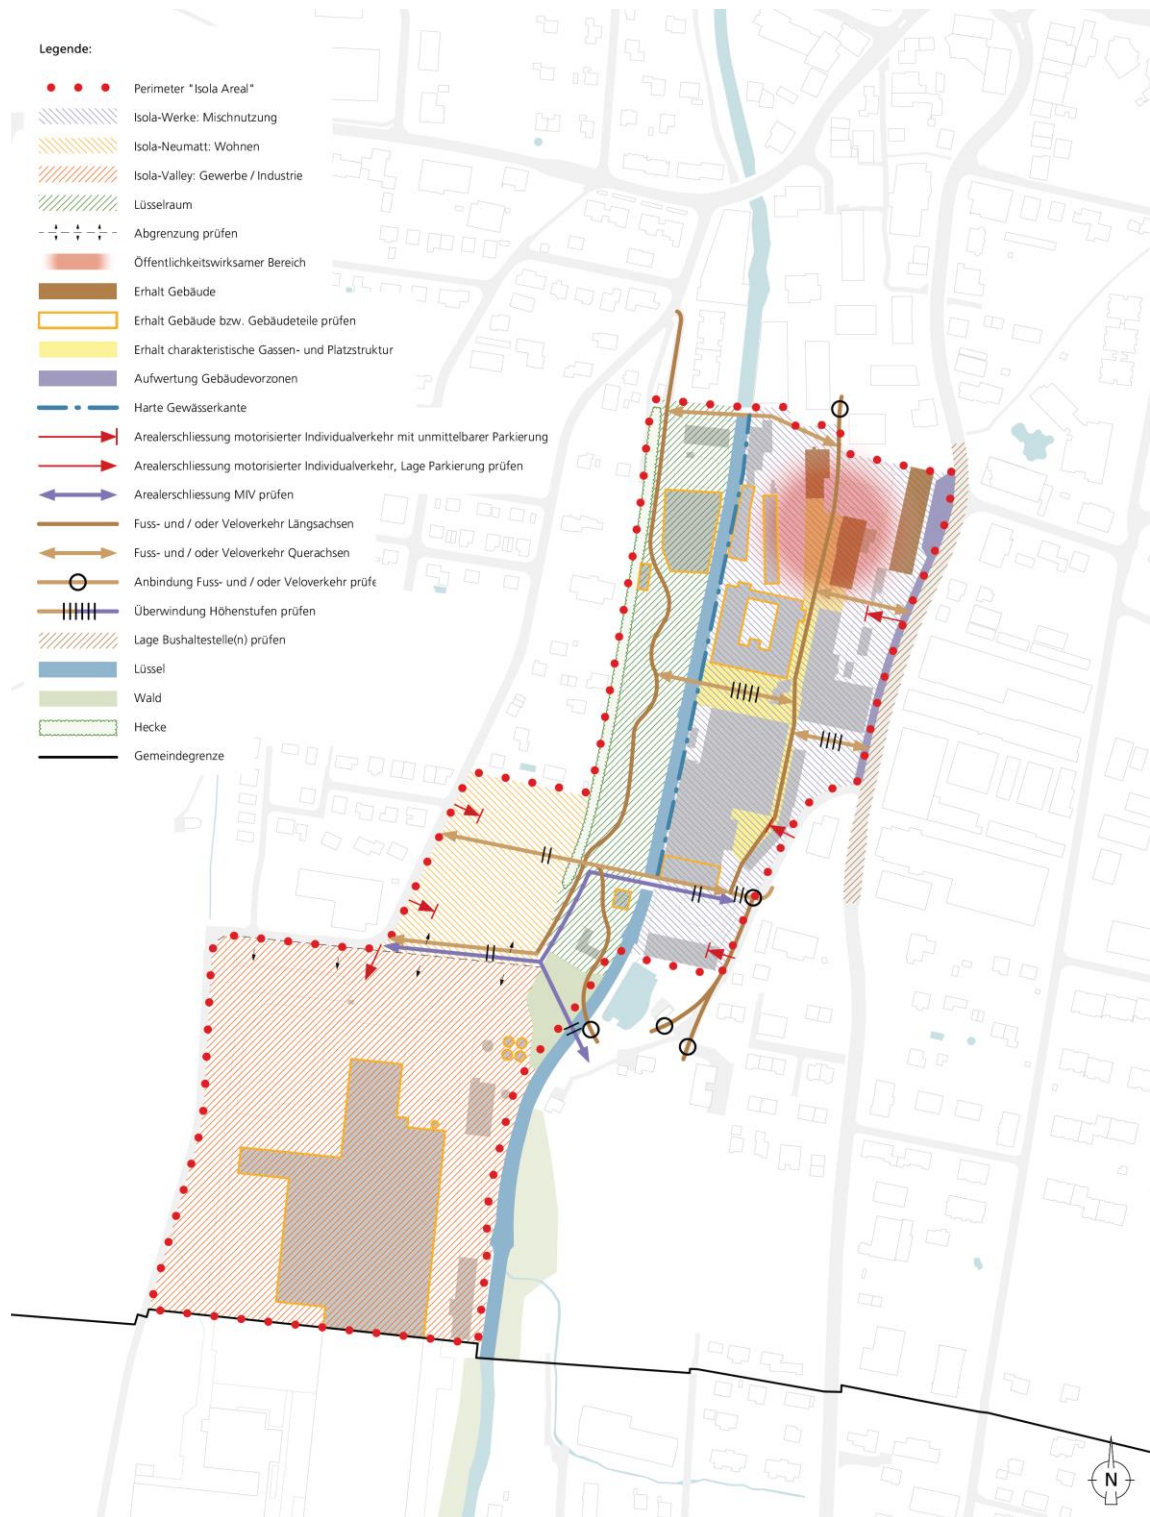 Legende:
Perimeter "Isola Areal"
Isola-Werke: Mischnutzung
Isola-Neumatt: Wohnen
Isola-Valley: Gewerbe / Industrie
Lüsselraum
Abgrenzung prüfen
Öffentlichkeitswirksamer Bereich
Erhalt Gebäude
Erhalt Gebäude bzw. Gebäudeteile prüfen
Erhalt charakteristische Gassen- und Platzstruktur
Aufwertung Gebäudevorzonen
Harte Gewässerkante
Arealerschliessung motorisierter Individualverkehr mit unmittelbarer Parkierung
Arealerschliessung motorisierter Individualverkehr, Lage Parkierung prüfen
Arealerschliessung MIV prüfen
Fuss- und / oder Veloverkehr Längsachsen
Fuss- und / oder Veloverkehr Querachsen
Anbindung Fuss- und / oder Veloverkehr prüfe
Überwindung Höhenstufen prüfen
Lage Bushaltestelle(n) prüfen
Lüssel
Wald
Hecke
Gemeindegrenze
N